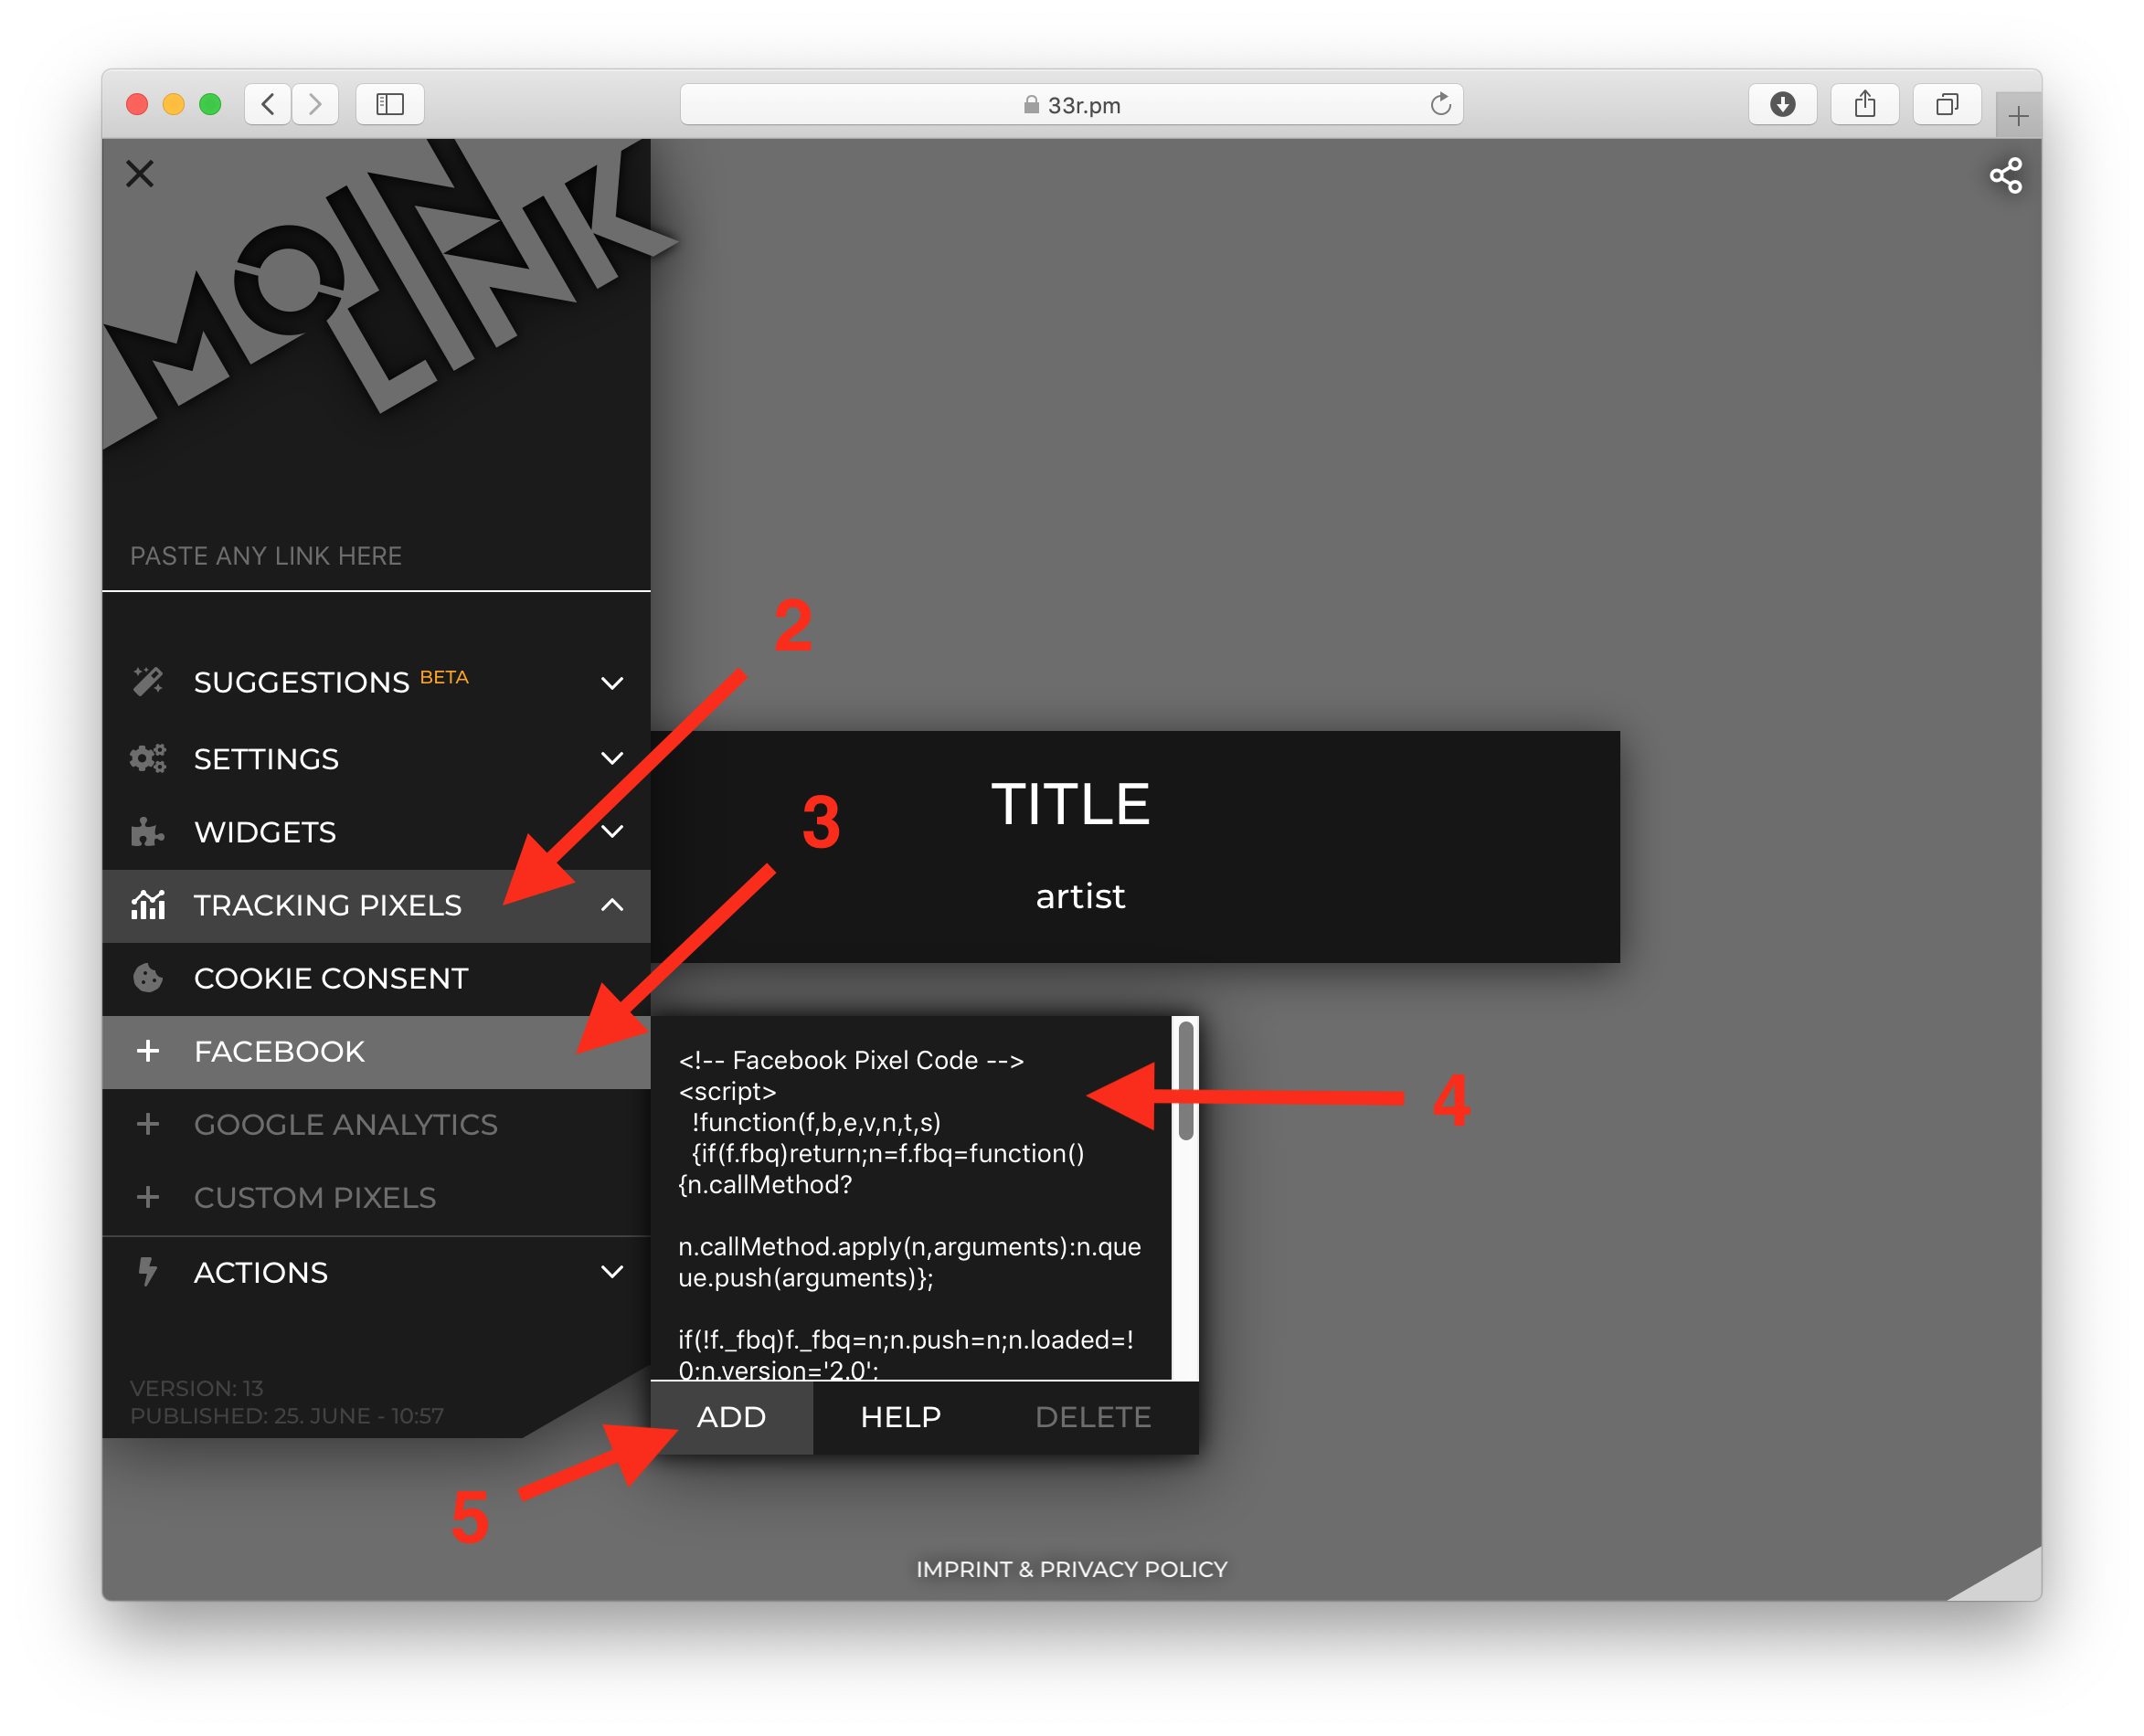 33r.pm
MOIN
LINK
PASTE ANY LINK HERE
2
SUGGESTIONS BETA
SETTINGS
3
WIDGETS
TRACKING PIXELS
COOKIE CONSENT
FACEBOOK
GOOGLE ANALYTICS
CUSTOM PIXELS
ACTIONS
VERSION: 13
PUBLISHED: 25. JUNE - 10:57
TITLE
artist
4
<!-- Facebook Pixel Code -->
<script>
!function(f,b,e,v,n,t,s)
{if(f.fbq)return;n=f.fbq=function()
{n.callMethod?
n.callMethod.apply(n,arguments):n.que
ue.push(arguments)};
if(!f._fbq)f._fbq=n;n.push=n;n.loaded=!
0;n.version='2.0';
ADD HELP DELETE
5
IMPRINT & PRIVACY POLICY